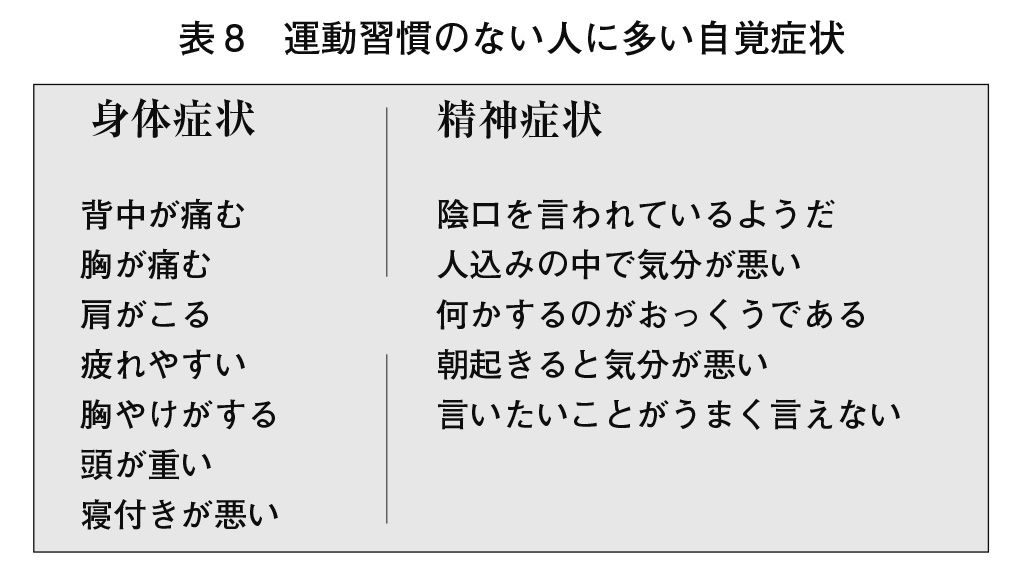 表8　運動習慣のない人に多い自覚症状
身体症状
背中が痛む
胸が痛む
肩がこる
疲れやすい
胸やけがする
頭が重い
寝付きが悪い
精神症状
陰口を言われているようだ
人込みの中で気分が悪い
何かするのがおっくうである
朝起きると気分が悪い
言いたいことがうまく言えない